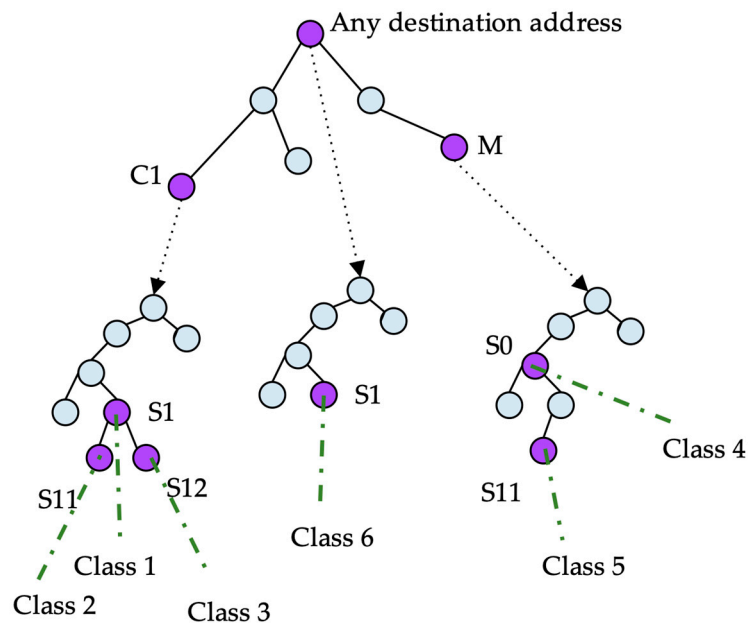 Any destination address
M
C1
S0
S1
S1
S11
S12
S11
Class 4
Class 6
Class 1
Class 5
Class 2
Class 3